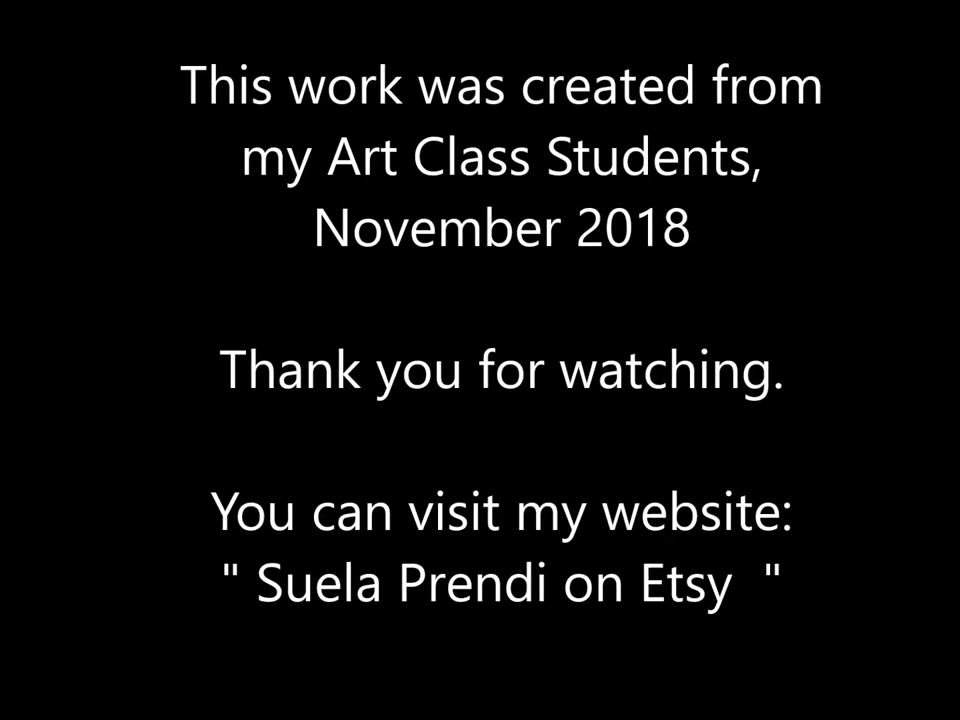 This work was created from
my Art Class Students,
November 2018
Thank you for watching.
You can visit my website:
" Suela Prendi on Etsy  "